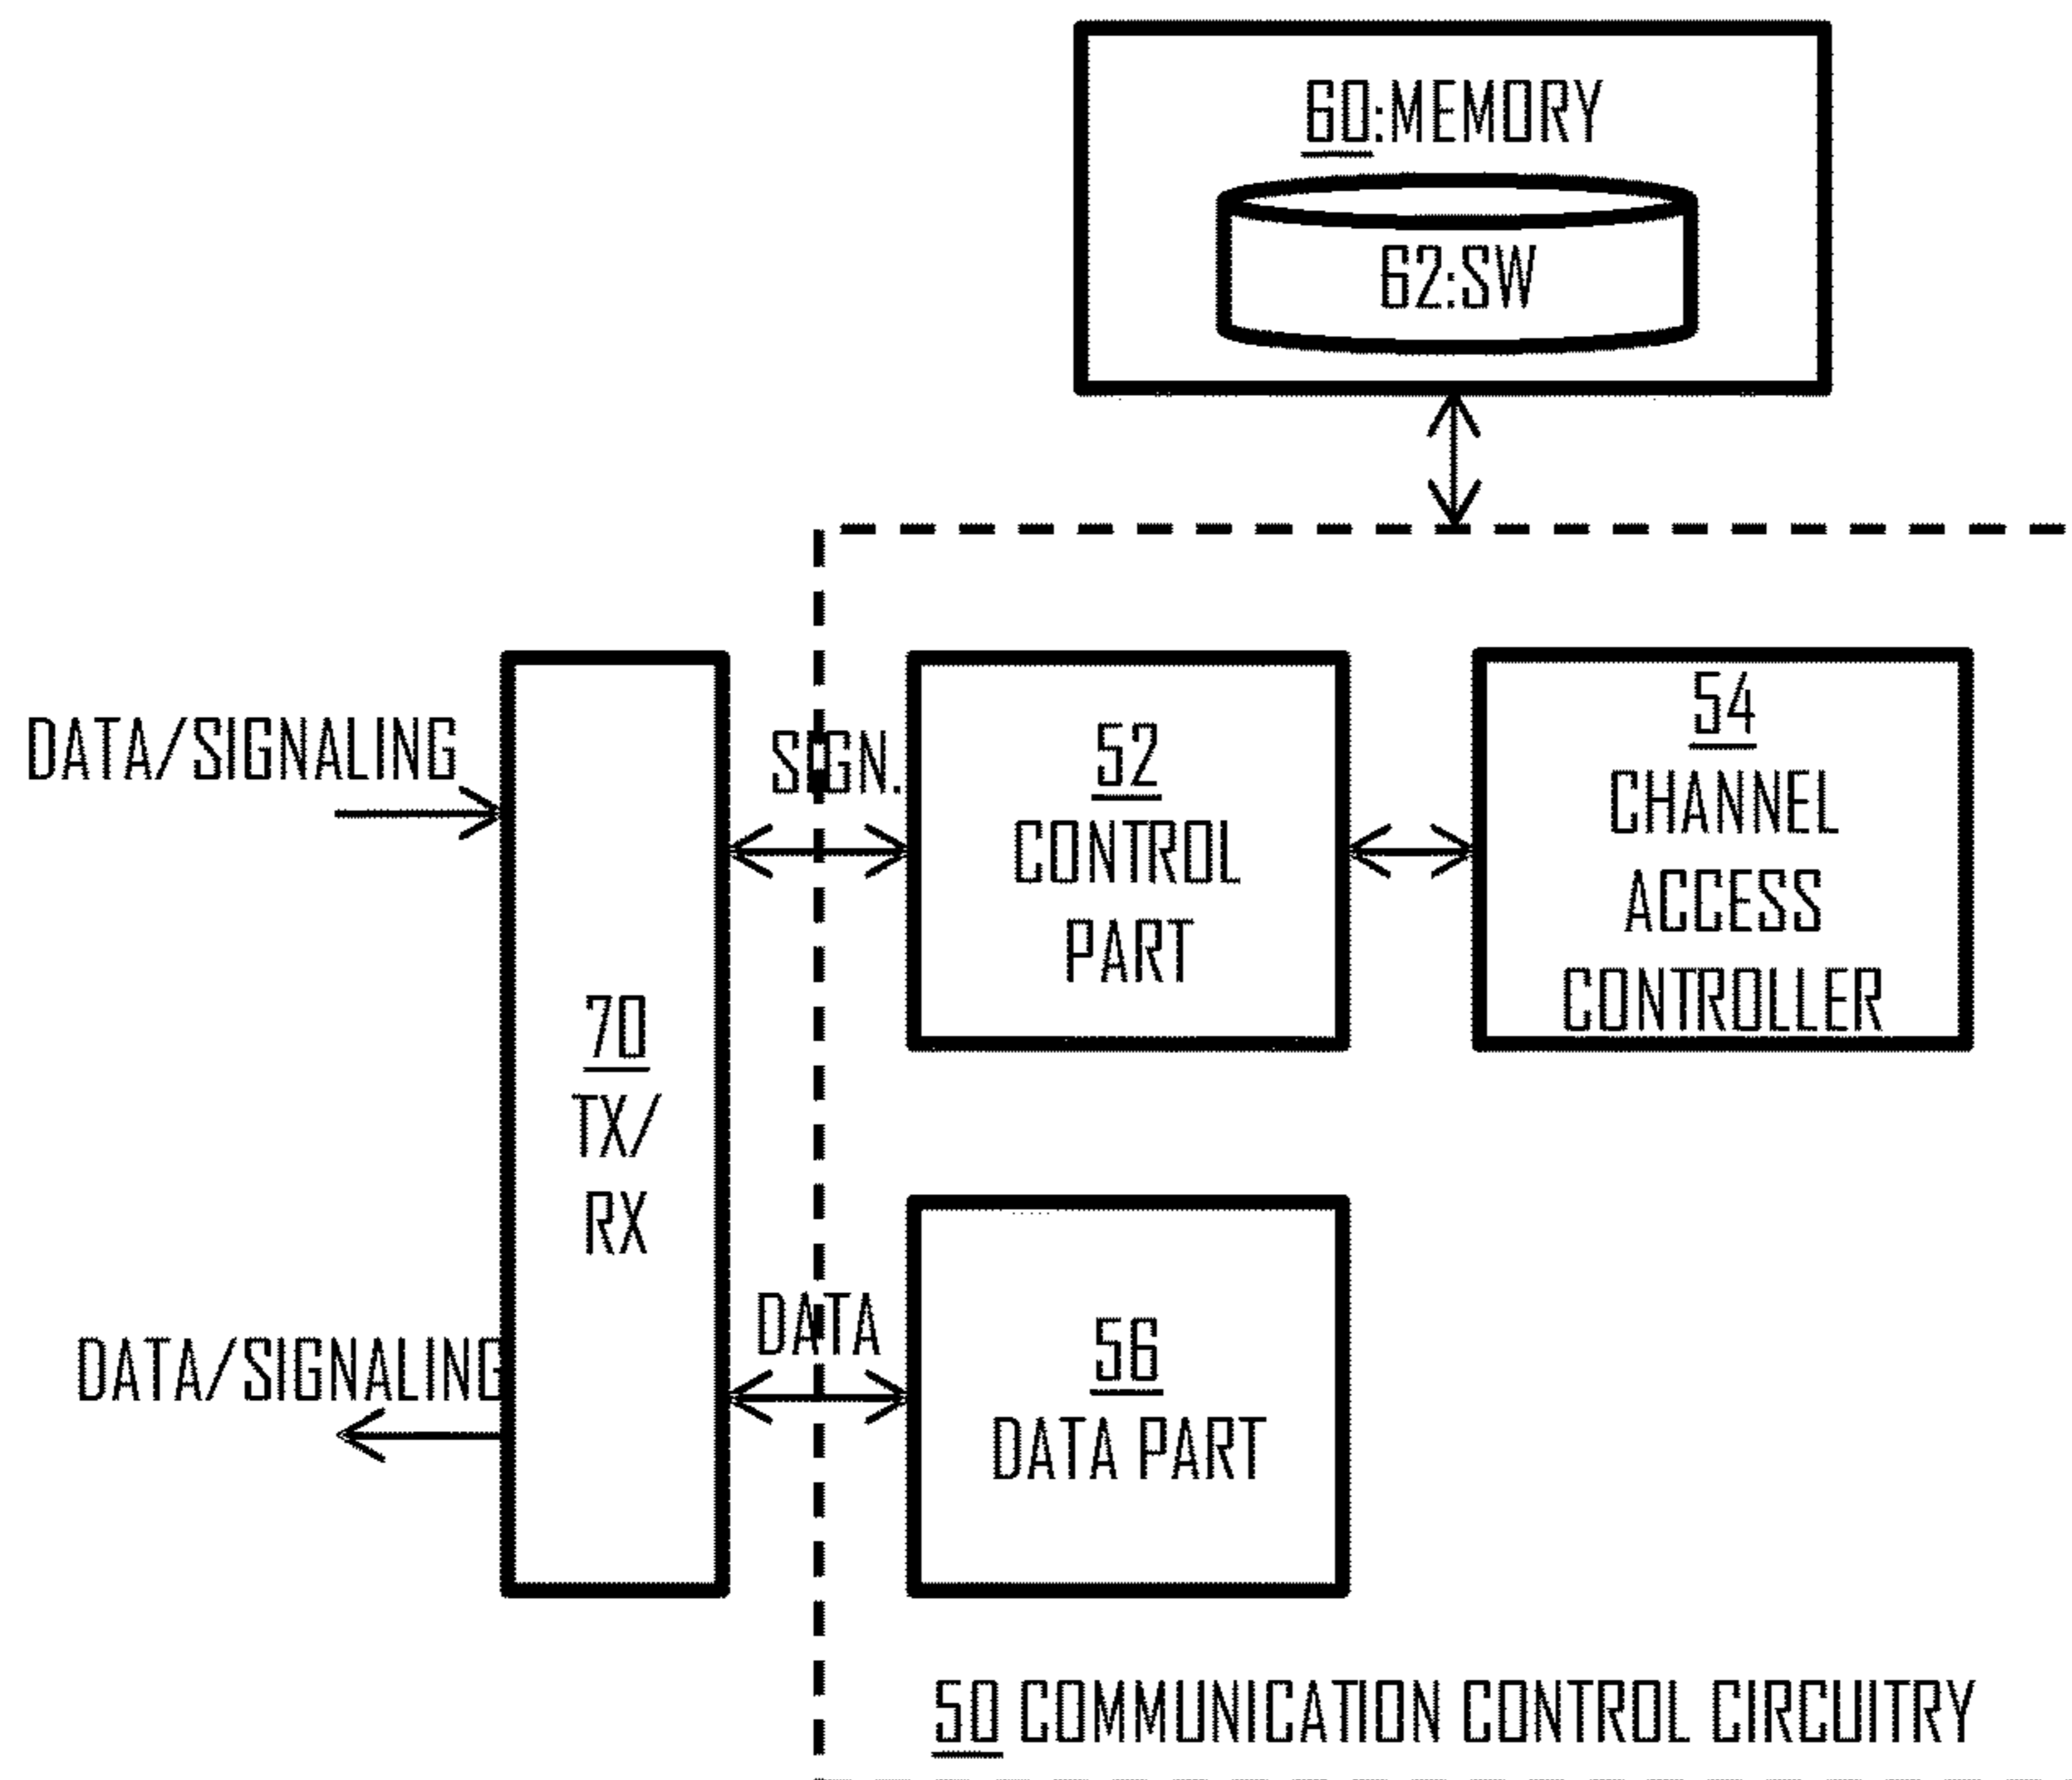 60:MEMORY
62:SW
DATA/SIGNALING
SIGN.
52
CONTROL
PART
54
CHANNEL
ACCESS
CONTROLLER
70
TX/
RX
DATA/SIGNALING
DATA
56
DATA PART
50 COMMUNICATION CONTROL CIRCUITRY